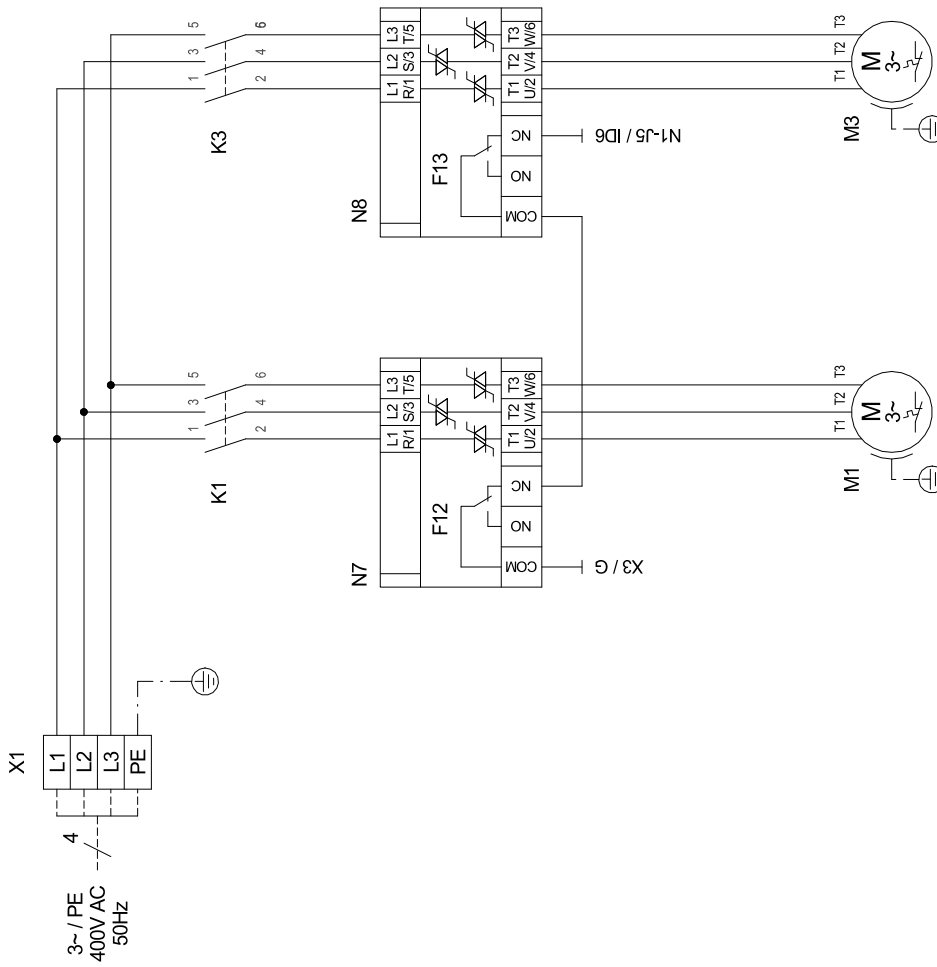 3~ / PE
400V AC
50Hz
4
X1
L1
L2
L3
PE
K1
1
3
5
2
4
6
K3
1
3
5
2
4
6
N7
L1 L2 L3
R/1 S/3 T/5
F12
COM NO NC
T1 T2 T3
U/2 V/4 W/6
X3 / G
N8
L1 L2 L3
R/1 S/3 T/5
F13
COM NO NC
T1 T2 T3
U/2 V/4 W/6
N1-J5 / ID6
M1
T1 T2 T3
M
3~
M3
T1 T2 T3
M
3~